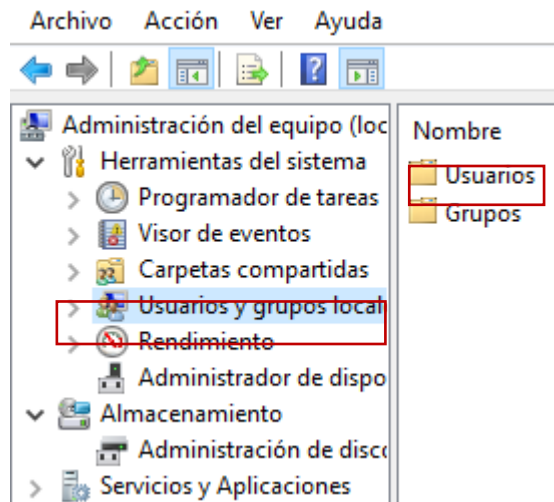 Archivo Acción Ver Ayuda
Administración del equipo (loc
Herramientas del sistema
Programador de tareas
Visor de eventos
Carpetas compartidas
Usuarios y grupos local
Rendimiento
Administrador de dispo
Almacenamiento
Administración de disco
Servicios y Aplicaciones
Nombre
Usuarios
Grupos